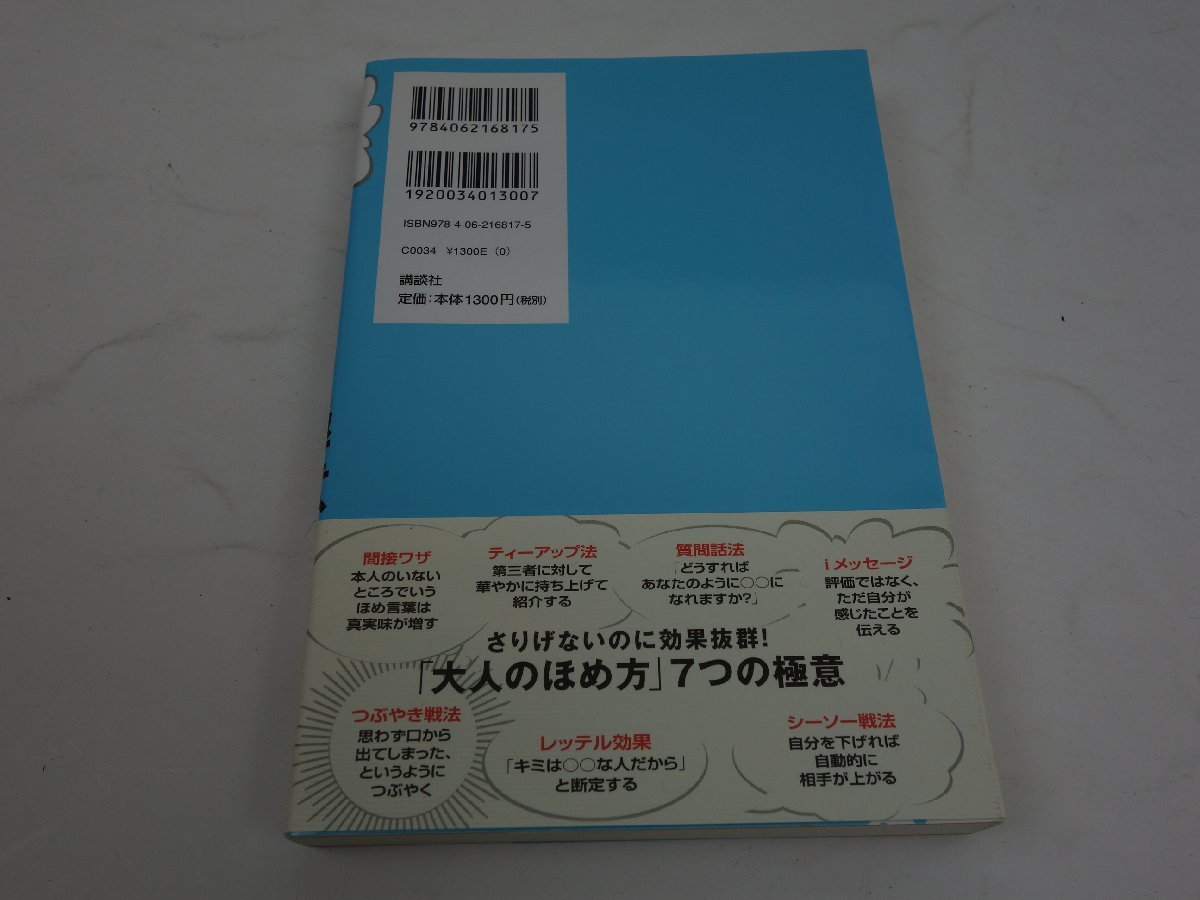 9784062168175
1920034013007
ISBN978-4-06-216817-5
C0034 ¥1300E (0)
講談社
定価:本体1300円(税別)
間接ワザ
本人のいない
ところでいう
ほめ言葉は
真実味が増す
ティーアップ法
第三者に対して
華やかに持ち上げて
紹介する
質問話法
「どうすれば
あなたのように○○に
なれますか?」
iメッセージ
評価ではなく、
ただ自分が
感じたことを
伝える
さりげないのに効果抜群!
「大人のほめ方」7つの極意
つぶやき戦法
思わず口から
出てしまった、
というように
つぶやく
レッテル効果
「キミは○○な人だから」
と断定する
シーソー戦法
自分を下げれば
自動的に
相手が上がる